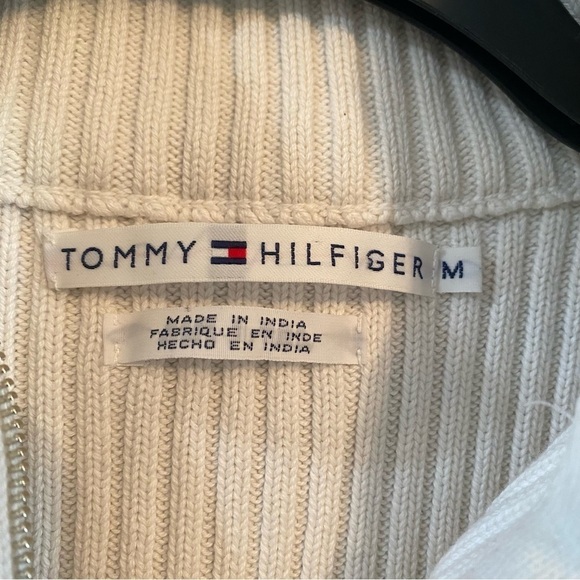 TOMMY HILFIGER M
MADE IN INDIA
FABRIQUE EN INDE
HECHO EN INDIA